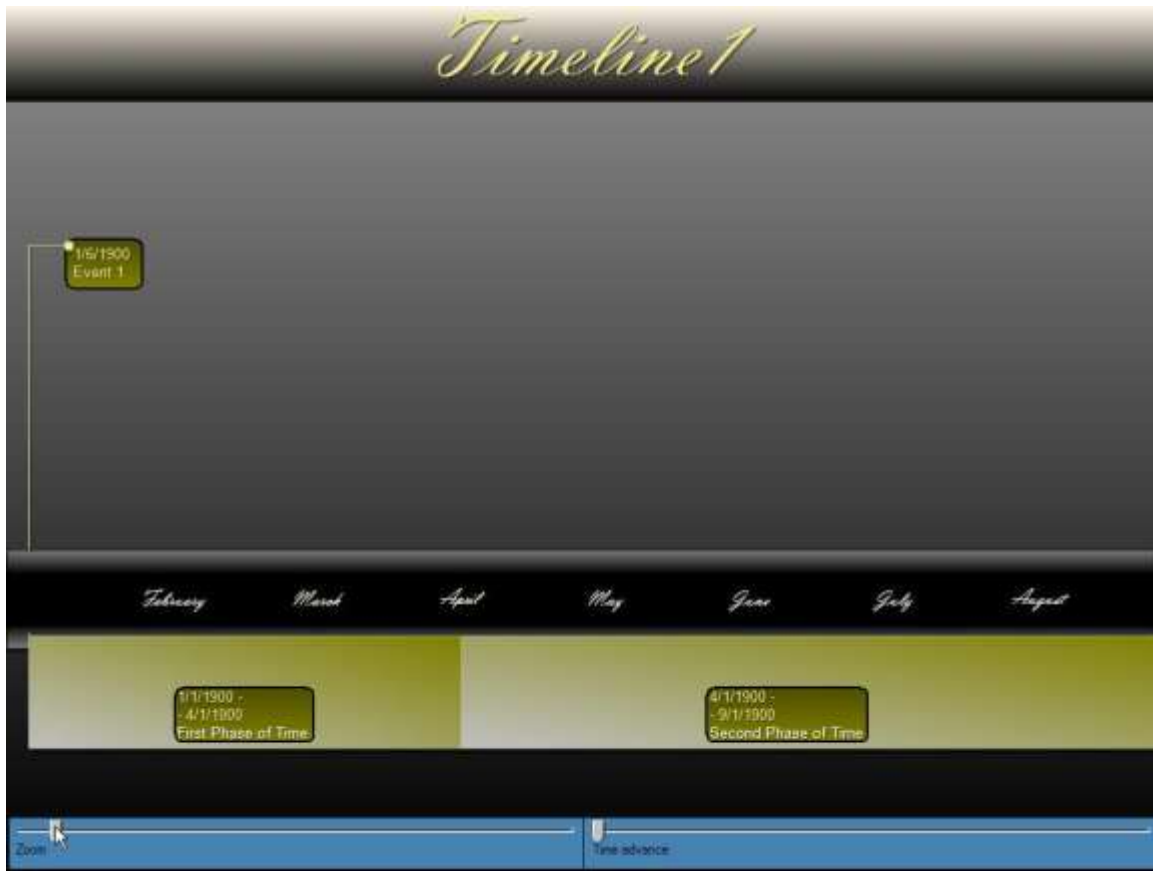 Timeline1
1/6/1900
Event 1
February March April May June July August
1/1/1900 -
- 4/1/1900
First Phase of Time
4/1/1900 -
- 9/1/1900
Second Phase of Time
Zoom
Time advance